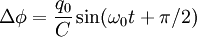 Δϕ = q₀/C sin(ω₀t + π/2)